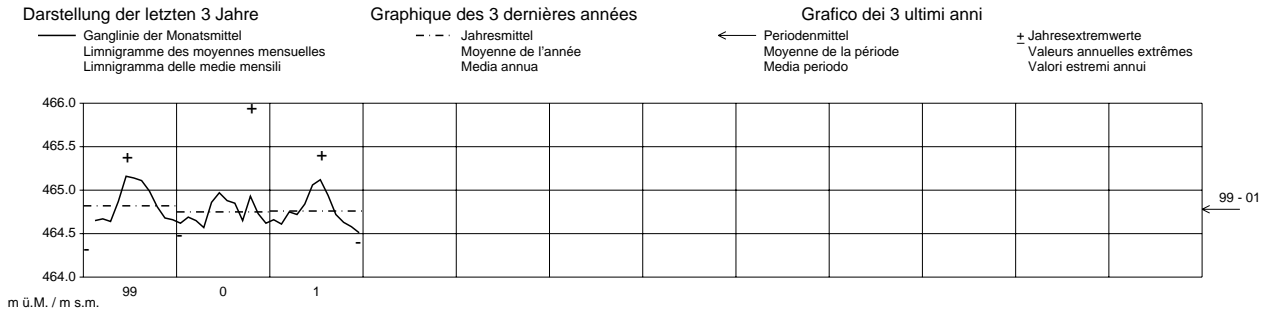 Darstellung der letzten 3 Jahre Graphique des 3 dernières années Grafico dei 3 ultimi anni
Ganglinie der Monatsmittel Jahresmittel Periodenmittel + Jahresextremwerte
Limnigramme des moyennes mensuelles Moyenne de l'année Moyenne de la période - Valeurs annuelles extrêmes
Limnigramma delle medie mensili Media annua Media periodo Valori estremi annui
466.0
465.5
465.0
99 - 01
464.5
464.0
99 0 1
m ü.M. / m s.m.